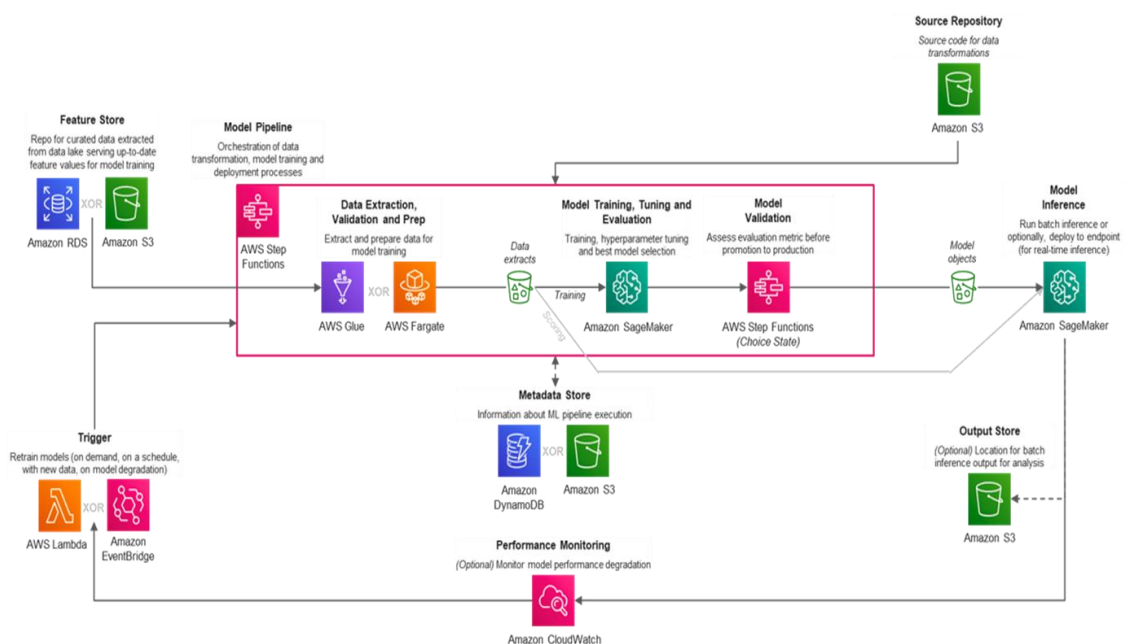 Source Repository
Source code for data
transformations
Amazon S3
Feature Store
Repo for curated data extracted
from data lake serving up-to-date
feature values for model training
XOR
Amazon RDS
Amazon S3
Model Pipeline
Orchestration of data
transformation, model training and
deployment processes
AWS Step
Functions
Data Extraction,
Validation and Prep
Extract and prepare data for
model training
XOR
AWS Glue
AWS Fargate
Data
extracts
Training
Scoring
Model Training, Tuning and
Evaluation
Training, hyperparameter tuning
and best model selection
Amazon SageMaker
Model
Validation
Assess evaluation metric before
promotion to production
AWS Step Functions
(Choice State)
Model
objects
Model
Inference
Run batch inference or
optionally, deploy to endpoint
(for real-time inference)
Amazon SageMaker
Metadata Store
Information about ML pipeline execution
XOR
Amazon
DynamoDB
Amazon S3
Trigger
Retrain models (on demand, on a schedule,
with new data, on model degradation)
XOR
AWS Lambda
Amazon
EventBridge
Output Store
(Optional) Location for batch
inference output for analysis
Amazon S3
Performance Monitoring
(Optional) Monitor model performance degradation
Amazon CloudWatch